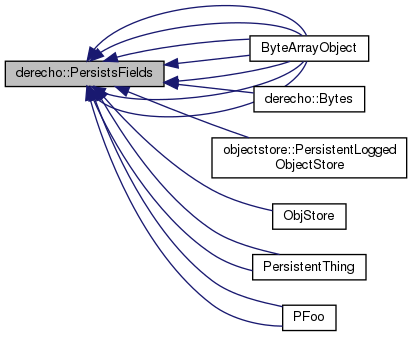 derecho::PersistsFields
ByteArrayObject
derecho::Bytes
objectstore::PersistentLogged
ObjectStore
ObjStore
PersistentThing
PFoo